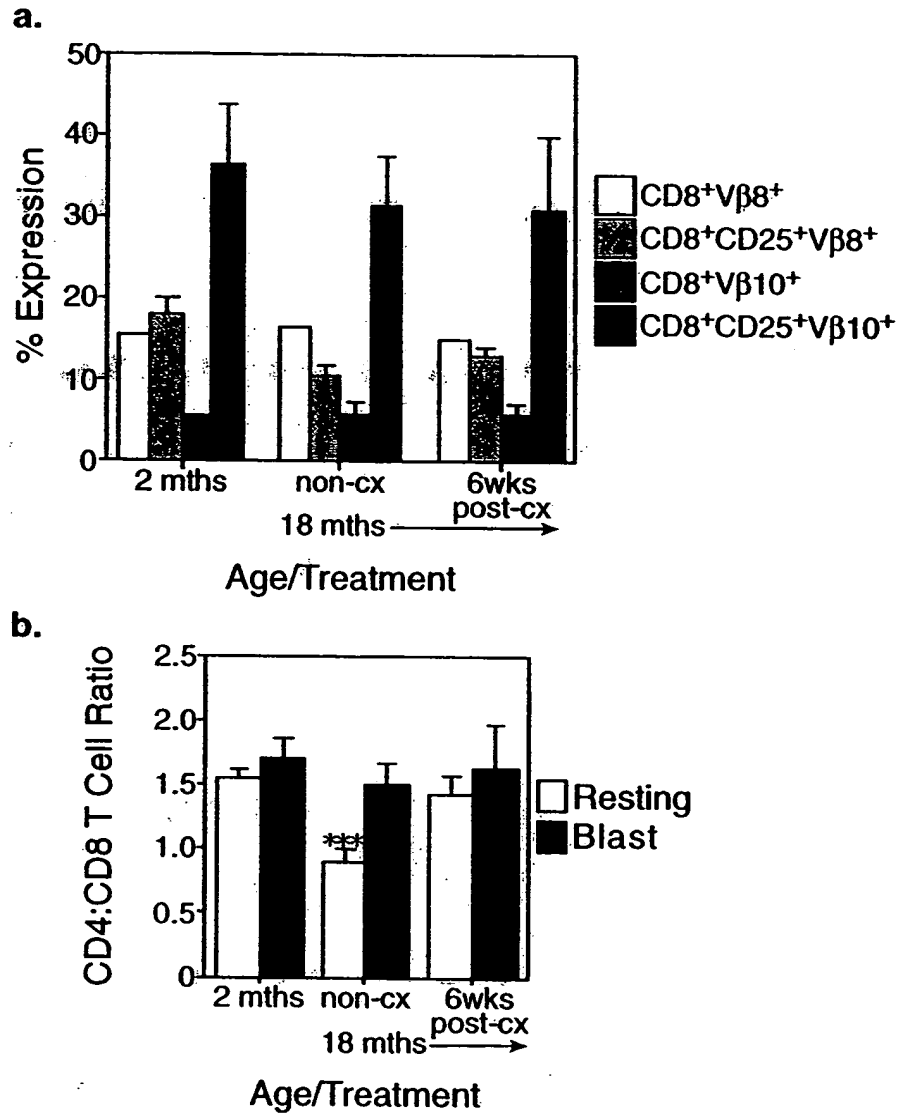 a.
50
40
30
20
10
0
% Expression
2 mths
non-cx
6wks
post-cx
18 mths
Age/Treatment
CD8⁺Vβ8⁺
CD8⁺CD25⁺Vβ8⁺
CD8⁺Vβ10⁺
CD8⁺CD25⁺Vβ10⁺
b.
2.5
2.0
1.5
1.0
0.5
0
CD4:CD8 T Cell Ratio
***
2 mths
non-cx
6wks
post-cx
18 mths
Age/Treatment
Resting
Blast